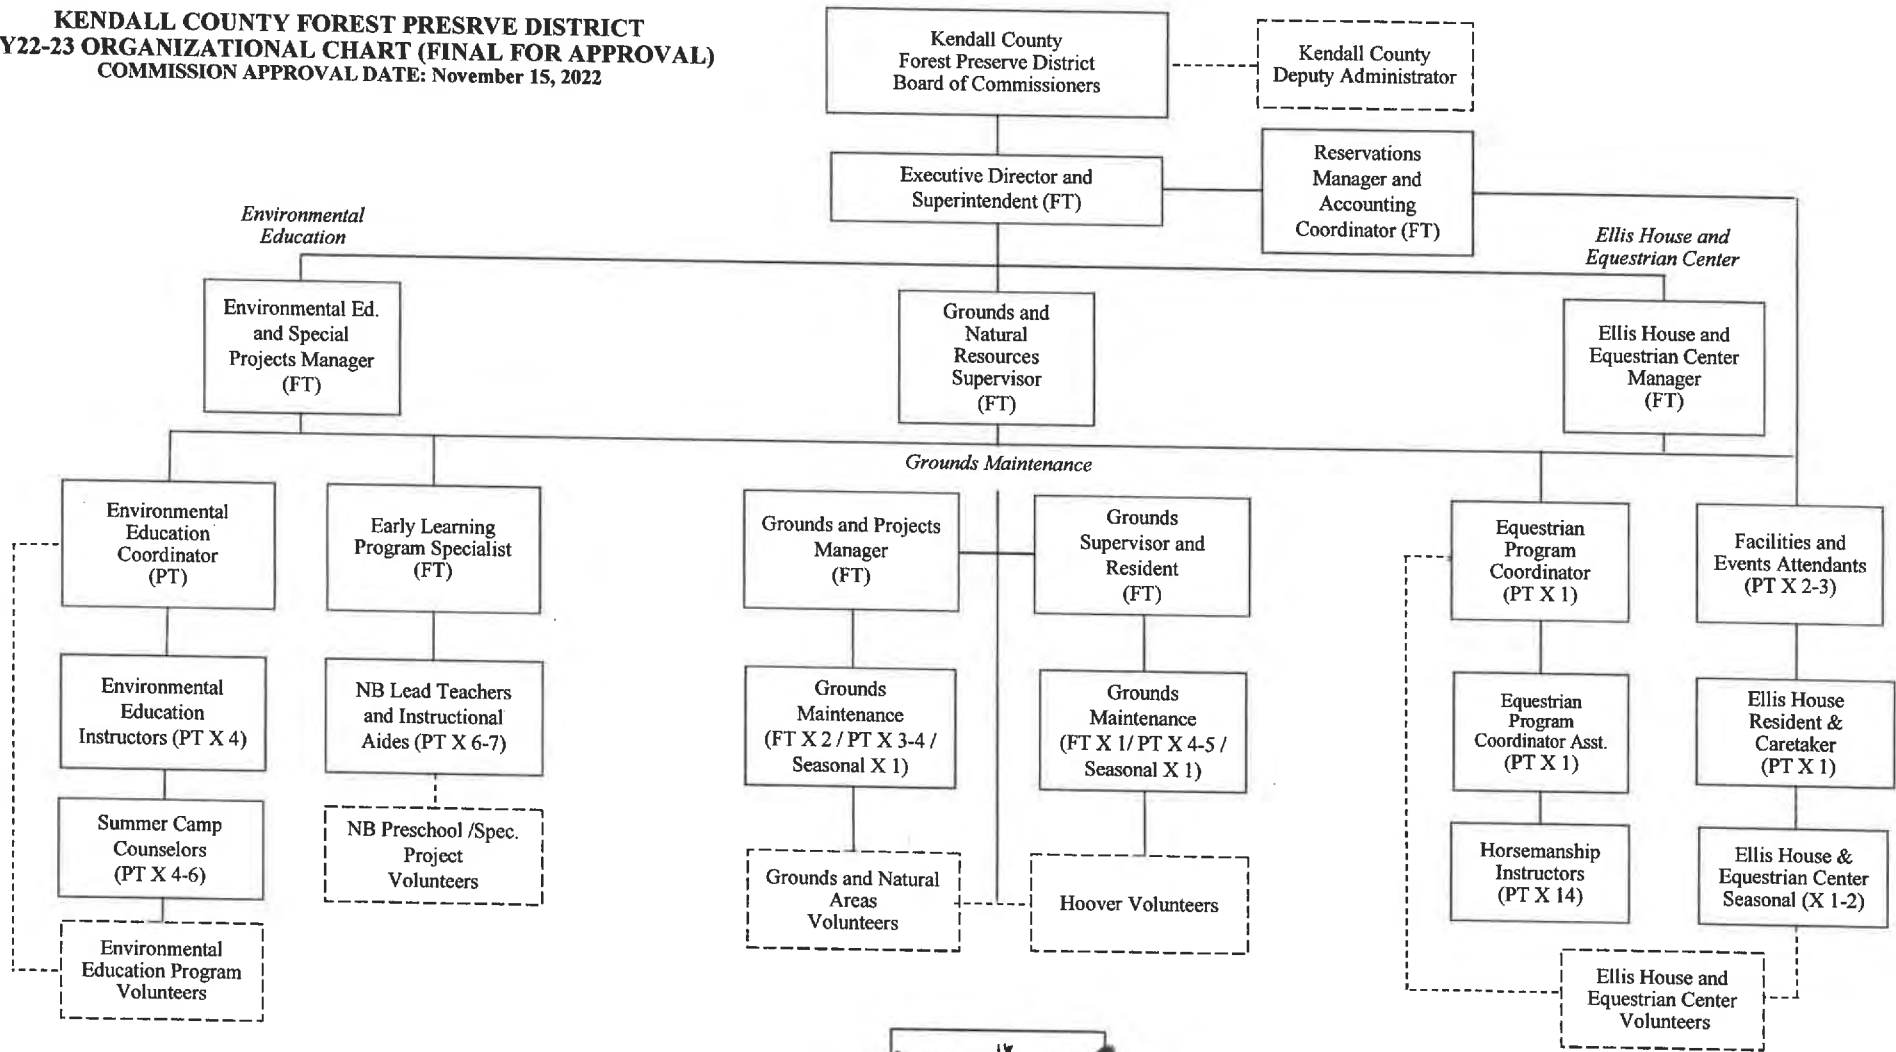 KENDALL COUNTY FOREST PRESRVE DISTRICT
Y22-23 ORGANIZATIONAL CHART (FINAL FOR APPROVAL)
COMMISSION APPROVAL DATE: November 15, 2022
Kendall County
Forest Preserve District
Board of Commissioners
Kendall County
Deputy Administrator
Executive Director and
Superintendent (FT)
Reservations
Manager and
Accounting
Coordinator (FT)
Environmental
Education
Ellis House and
Equestrian Center
Environmental Ed.
and Special
Projects Manager
(FT)
Grounds and
Natural
Resources
Supervisor
(FT)
Ellis House and
Equestrian Center
Manager
(FT)
Grounds Maintenance
Environmental
Education
Coordinator
(PT)
Early Learning
Program Specialist
(FT)
Grounds and Projects
Manager
(FT)
Grounds
Supervisor and
Resident
(FT)
Equestrian
Program
Coordinator
(PT X 1)
Facilities and
Events Attendants
(PT X 2-3)
Environmental
Education
Instructors (PT X 4)
NB Lead Teachers
and Instructional
Aides (PT X 6-7)
Grounds
Maintenance
(FT X 2 / PT X 3-4 /
Seasonal X 1)
Grounds
Maintenance
(FT X 1/ PT X 4-5 /
Seasonal X 1)
Equestrian
Program
Coordinator Asst.
(PT X 1)
Ellis House
Resident &
Caretaker
(PT X 1)
Summer Camp
Counselors
(PT X 4-6)
NB Preschool /Spec.
Project
Volunteers
Grounds and Natural
Areas
Volunteers
Hoover Volunteers
Horsemanship
Instructors
(PT X 14)
Ellis House &
Equestrian Center
Seasonal (X 1-2)
Environmental
Education Program
Volunteers
Ellis House and
Equestrian Center
Volunteers